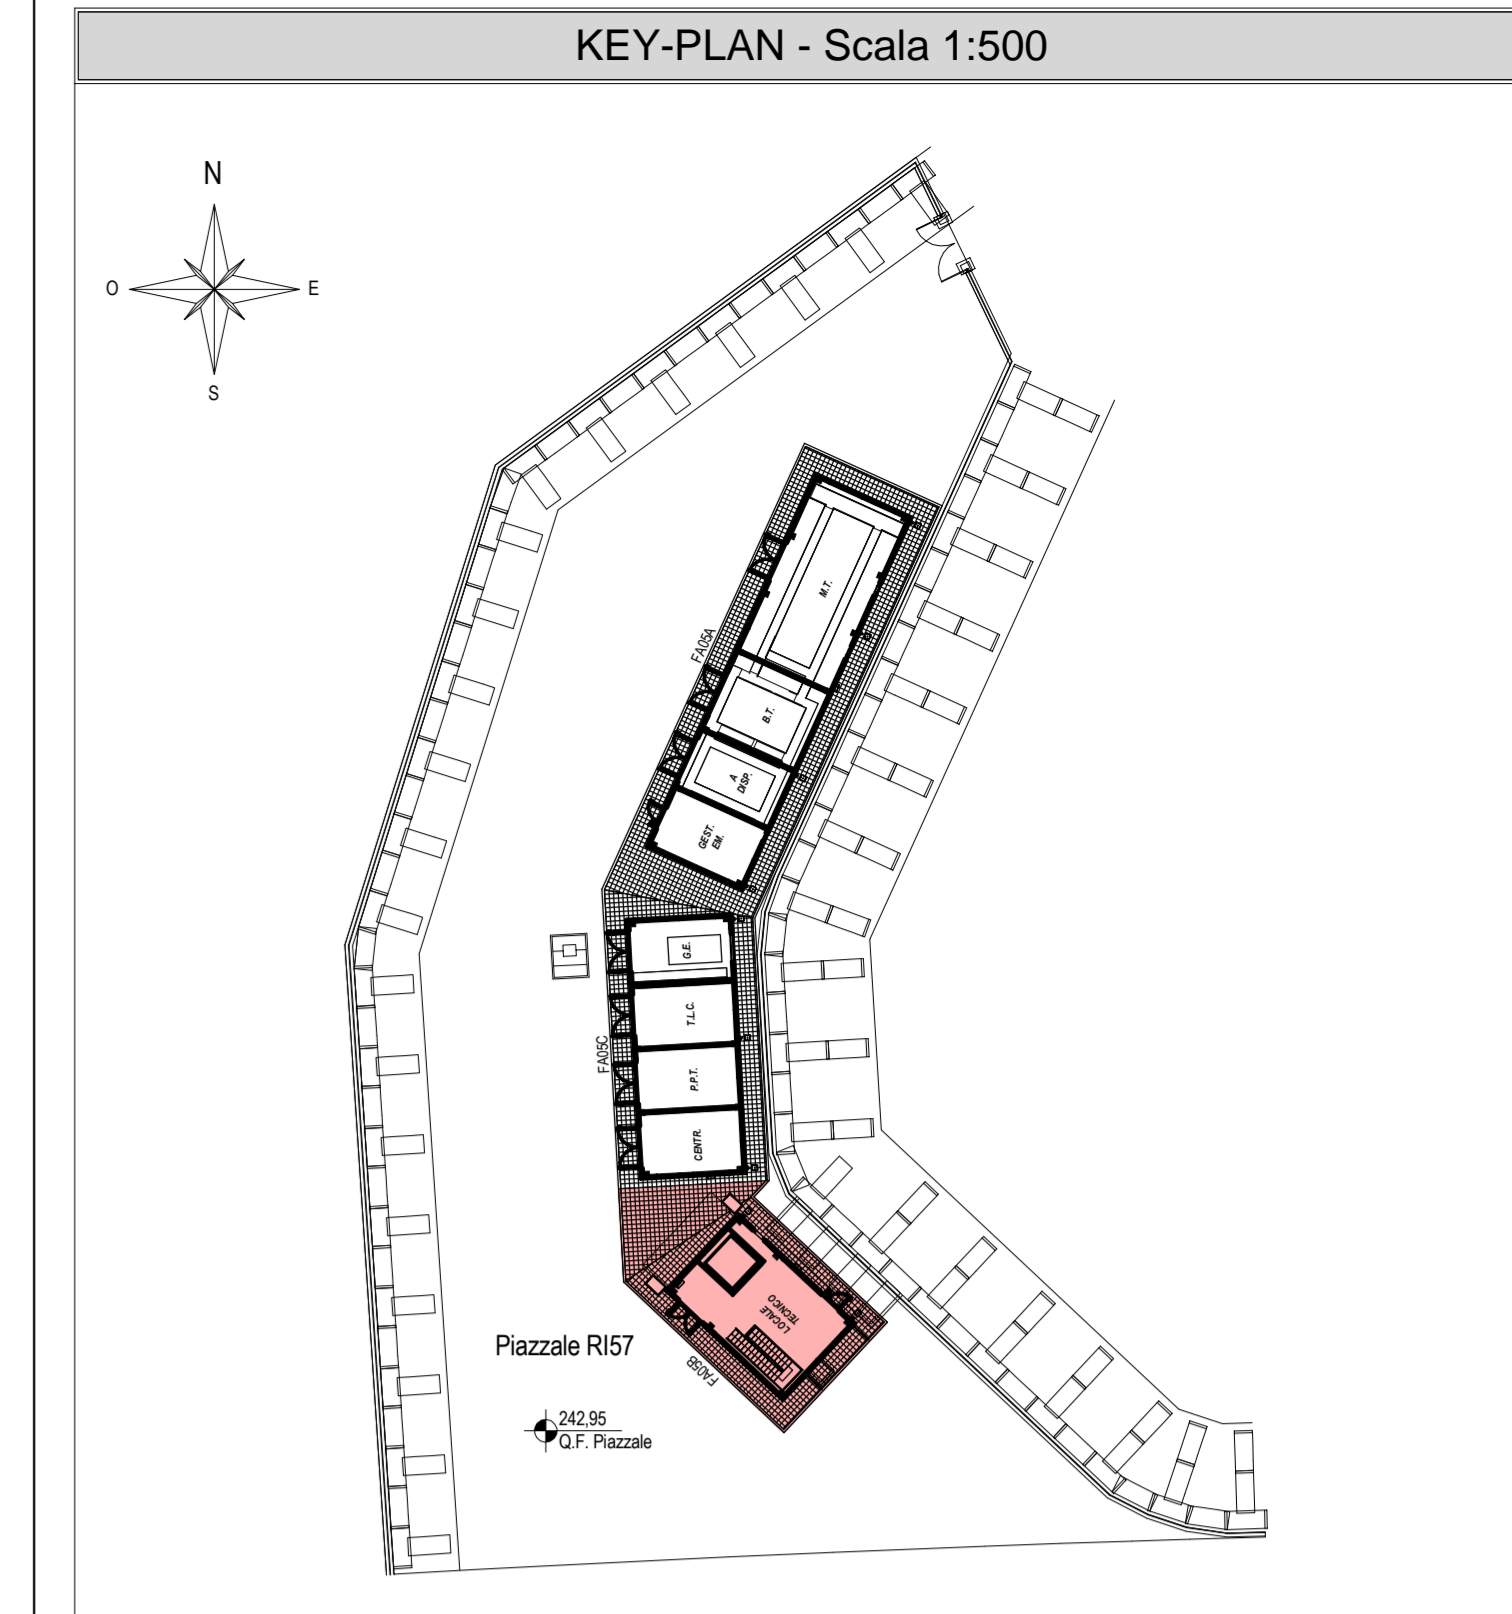 KEY-PLAN - Scala 1:500
N
O
E
S
M.T.
FA05A
B.T.
A
DISP.
GEST.
EM.
G.E.
T.L.C.
FA05C
P.P.T.
CENTR.
LOCALE
TECNICO
FA05B
Piazzale RI57
242,95
Q.F. Piazzale